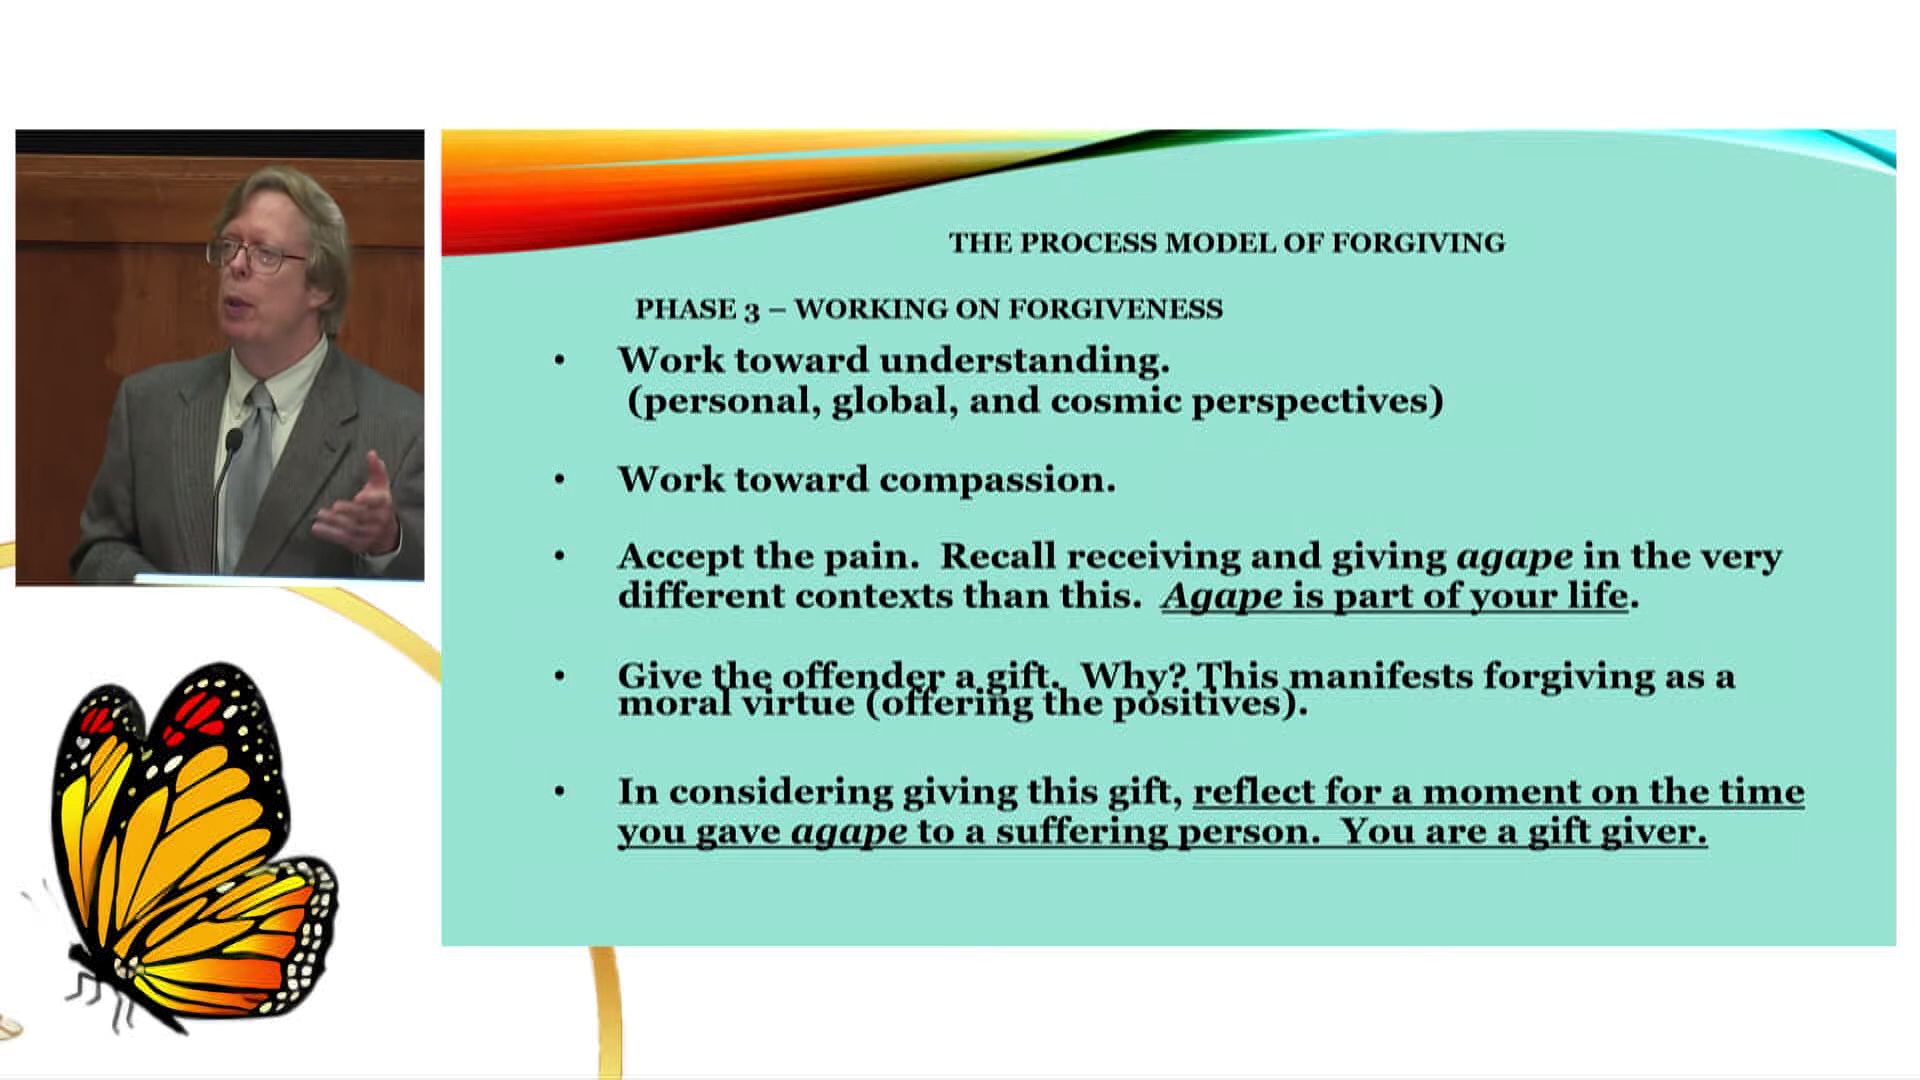 THE PROCESS MODEL OF FORGIVING
PHASE 3 – WORKING ON FORGIVENESS
• Work toward understanding.
(personal, global, and cosmic perspectives)
• Work toward compassion.
• Accept the pain. Recall receiving and giving agape in the very
different contexts than this. Agape is part of your life.
• Give the offender a gift. Why? This manifests forgiving as a
moral virtue (offering the positives).
• In considering giving this gift, reflect for a moment on the time
you gave agape to a suffering person. You are a gift giver.